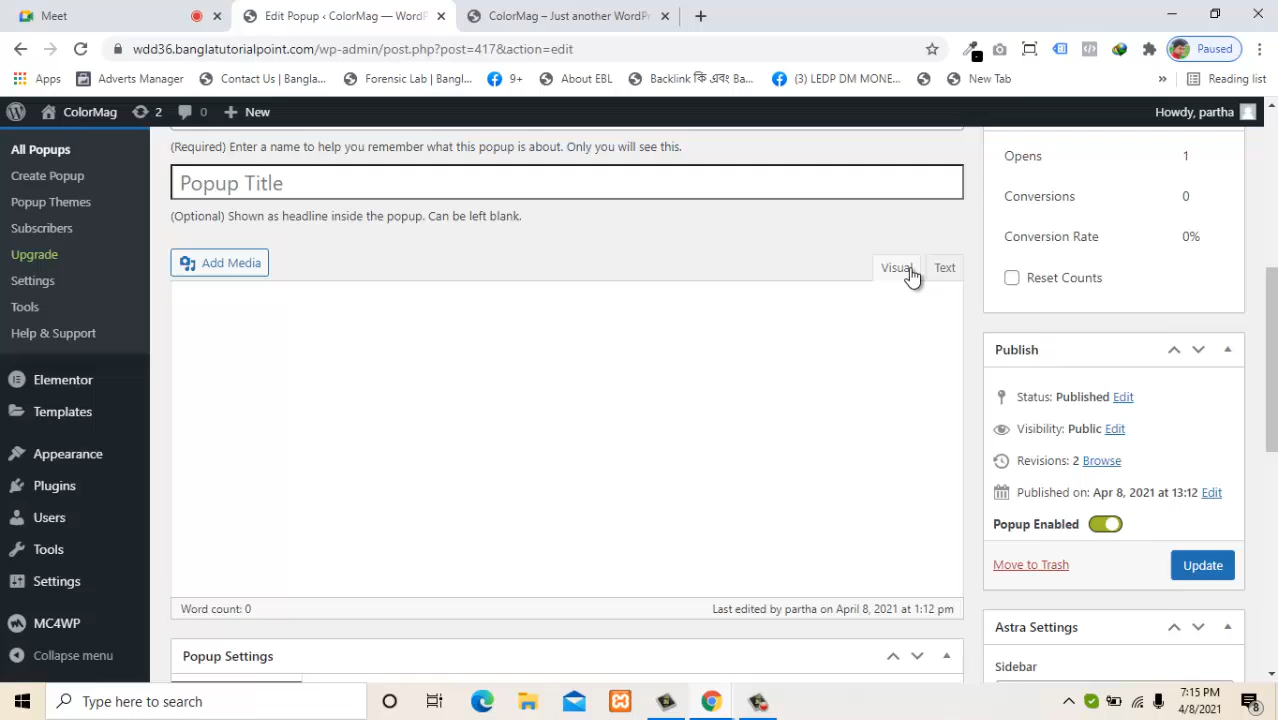 Meet
Edit Popup ‹ ColorMag — WordP
ColorMag – Just another WordPr
wdd36.banglatutorialpoint.com/wp-admin/post.php?post=417&action=edit
Paused
Apps
Adverts Manager
Contact Us | Bangla...
Forensic Lab | Bangl...
9+
About EBL
Backlink কি এবং Ba...
(3) LEDP DM MONE...
New Tab
»
Reading list
ColorMag
2
0
New
Howdy, partha
All Popups
Create Popup
Popup Themes
Subscribers
Upgrade
Settings
Tools
Help & Support
Elementor
Templates
Appearance
Plugins
Users
Tools
Settings
MC4WP
Collapse menu
(Required) Enter a name to help you remember what this popup is about. Only you will see this.
Popup Title
(Optional) Shown as headline inside the popup. Can be left blank.
Add Media
Visual
Text
Word count: 0
Last edited by partha on April 8, 2021 at 1:12 pm
Popup Settings
Opens 1
Conversions 0
Conversion Rate 0%
Reset Counts
Publish
Status: Published Edit
Visibility: Public Edit
Revisions: 2 Browse
Published on: Apr 8, 2021 at 13:12 Edit
Popup Enabled
Move to Trash
Update
Astra Settings
Sidebar
Type here to search
7:15 PM
4/8/2021
8